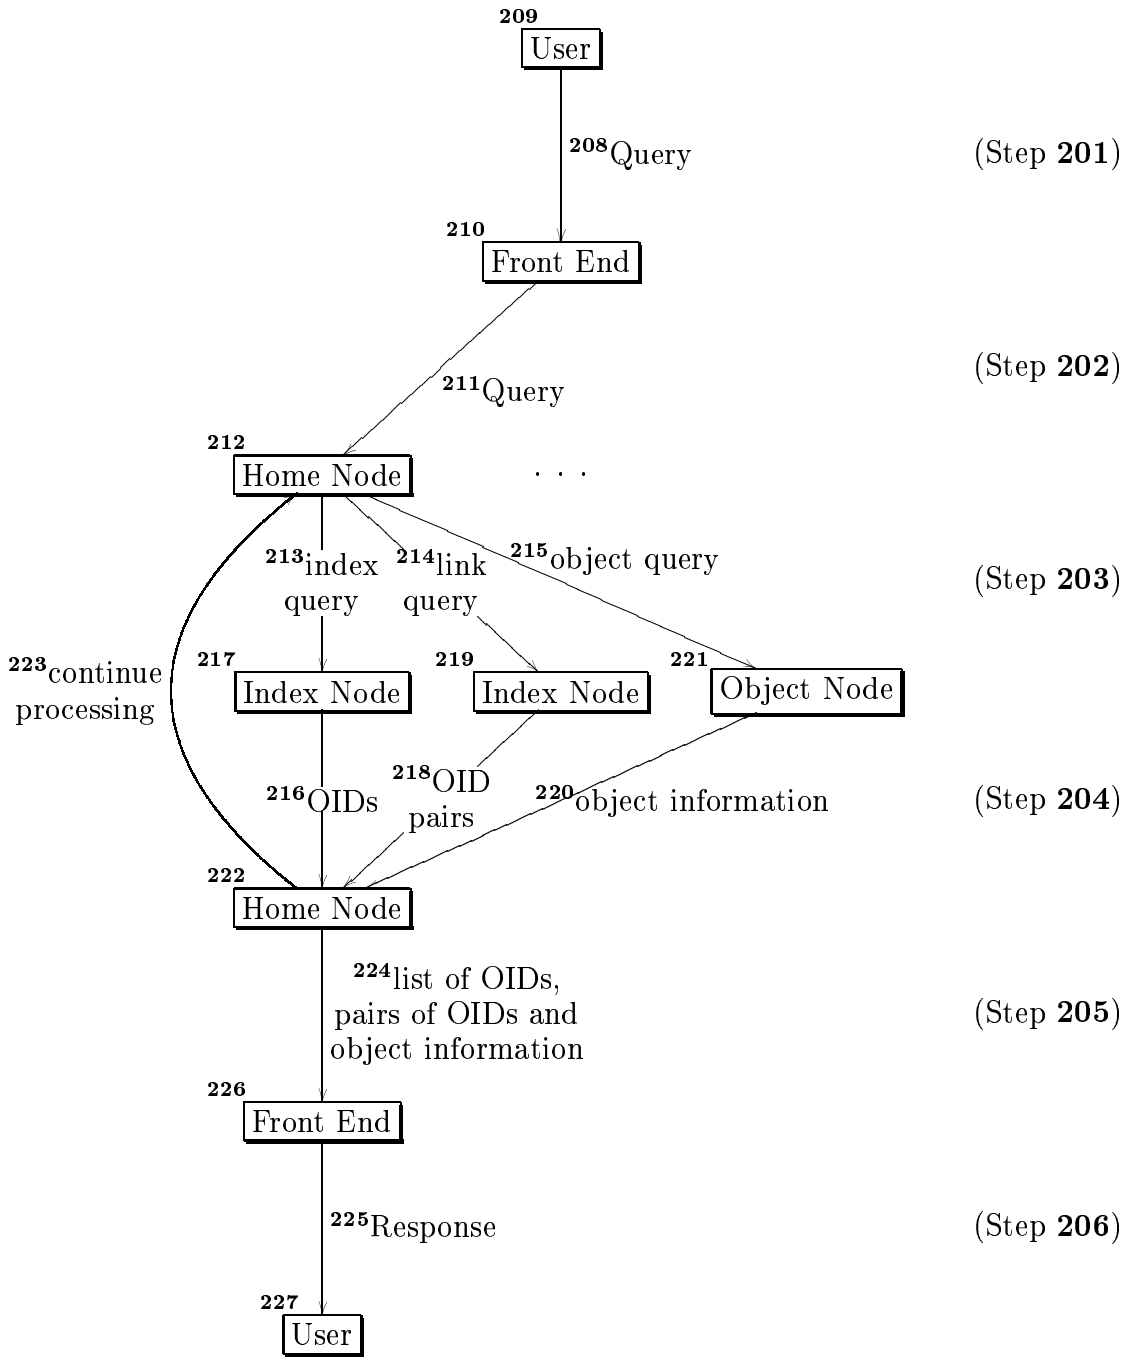 209
User
208Query (Step 201)
210
Front End
(Step 202)
211Query
212
Home Node . . .
213index 214link 215object query
query query (Step 203)
223continue
processing
217 219 221
Index Node Index Node Object Node
218OID
pairs
216OIDs 220object information (Step 204)
222
Home Node
224list of OIDs,
pairs of OIDs and (Step 205)
object information
226
Front End
225Response (Step 206)
227
User